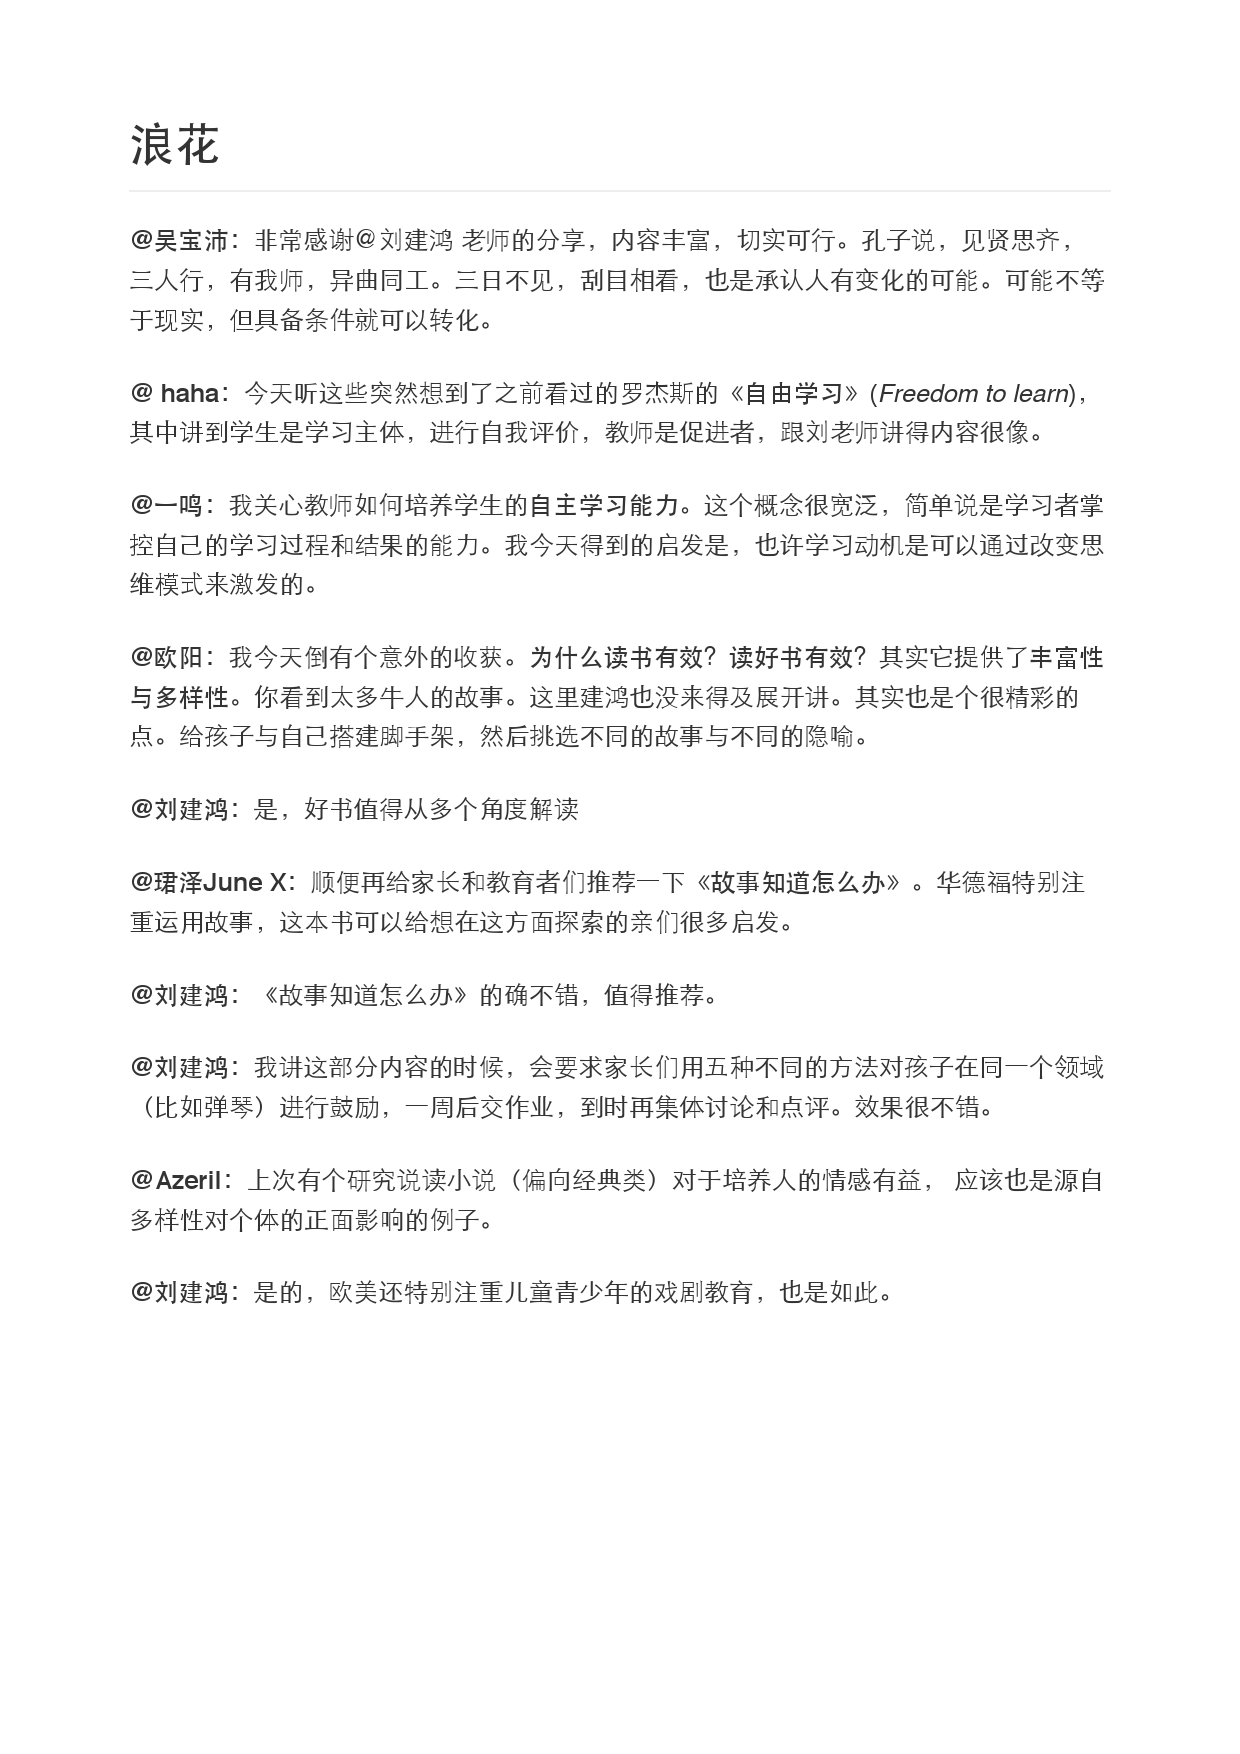 浪花
@吴宝沛：非常感谢@刘建鸿 老师的分享，内容丰富，切实可行。孔子说，见贤思齐，
三人行，有我师，异曲同工。三日不见，刮目相看，也是承认人有变化的可能。可能不等
于现实，但具备条件就可以转化。
@ haha：今天听这些突然想到了之前看过的罗杰斯的《自由学习》(Freedom to learn)，
其中讲到学生是学习主体，进行自我评价，教师是促进者，跟刘老师讲得内容很像。
@一鸣：我关心教师如何培养学生的自主学习能力。这个概念很宽泛，简单说是学习者掌
控自己的学习过程和结果的能力。我今天得到的启发是，也许学习动机是可以通过改变思
维模式来激发的。
@欧阳：我今天倒有个意外的收获。为什么读书有效？读好书有效？其实它提供了丰富性
与多样性。你看到太多牛人的故事。这里建鸿也没来得及展开讲。其实也是个很精彩的
点。给孩子与自己搭建脚手架，然后挑选不同的故事与不同的隐喻。
@刘建鸿：是，好书值得从多个角度解读
@珺泽June X：顺便再给家长和教育者们推荐一下《故事知道怎么办》。华德福特别注
重运用故事，这本书可以给想在这方面探索的亲们很多启发。
@刘建鸿：《故事知道怎么办》的确不错，值得推荐。
@刘建鸿：我讲这部分内容的时候，会要求家长们用五种不同的方法对孩子在同一个领域
（比如弹琴）进行鼓励，一周后交作业，到时再集体讨论和点评。效果很不错。
@Azeril：上次有个研究说读小说（偏向经典类）对于培养人的情感有益， 应该也是源自
多样性对个体的正面影响的例子。
@刘建鸿：是的，欧美还特别注重儿童青少年的戏剧教育，也是如此。